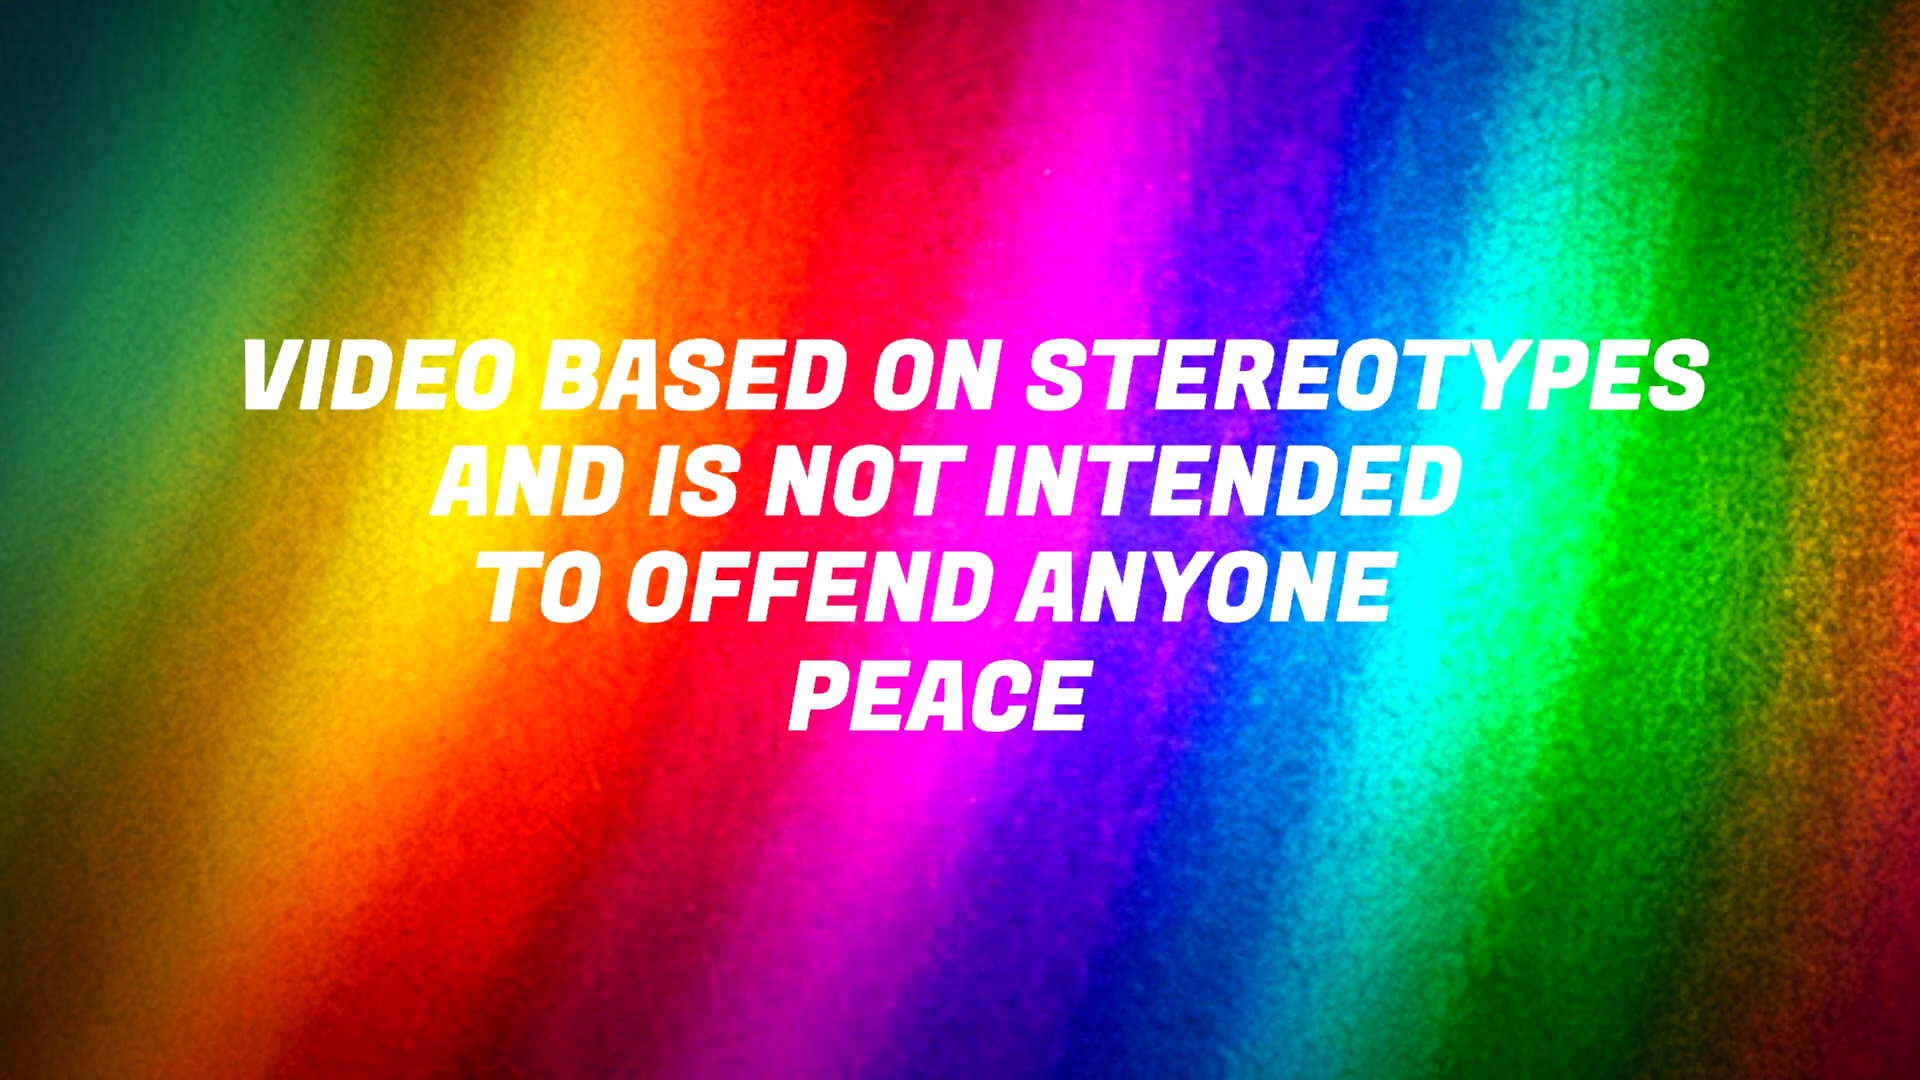 VIDEO BASED ON STEREOTYPES
AND IS NOT INTENDED
TO OFFEND ANYONE
PEACE